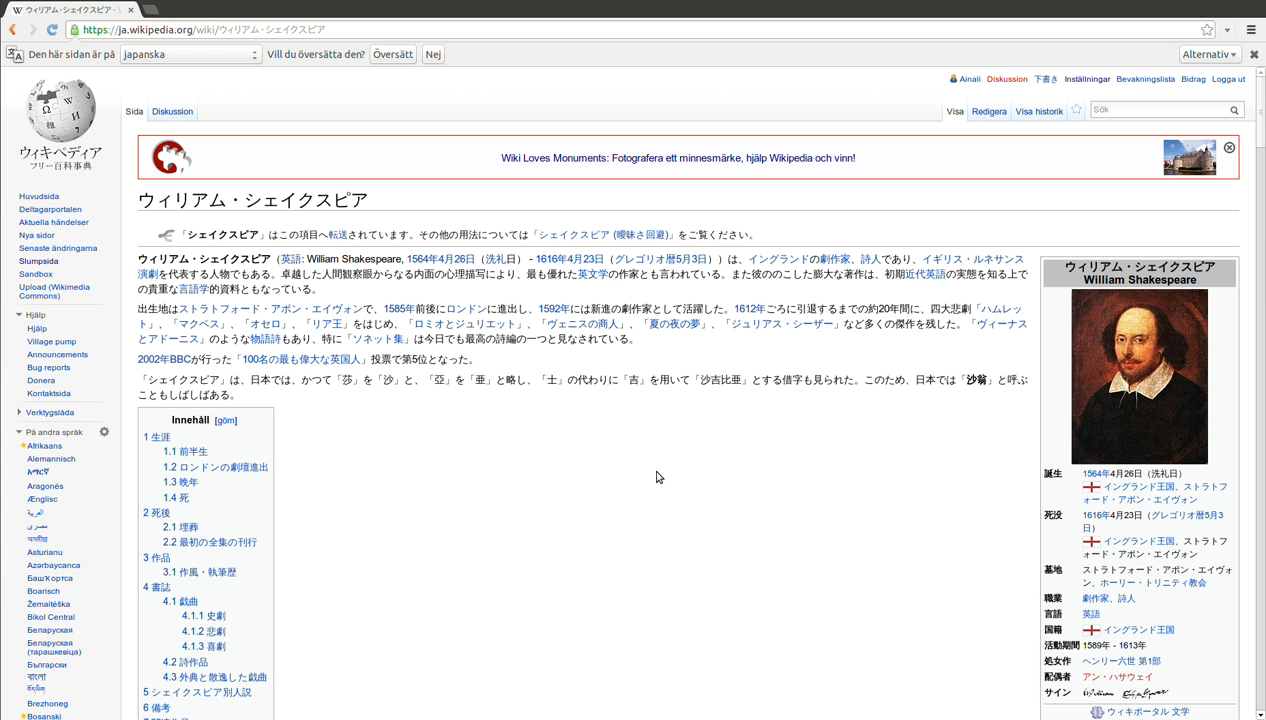 ウィリアム・シェイクスピア -
https://ja.wikipedia.org/wiki/ウィリアム・シェイクスピア
Den här sidan är på japanska Vill du översätta den? Översätt Nej Alternativ
Ainali Diskussion 下書き Inställningar Bevakningslista Bidrag Logga ut
Sida Diskussion Visa Redigera Visa historik Sök
ウィキペディア
フリー百科事典
Huvudsida
Deltagarportalen
Aktuella händelser
Nya sidor
Senaste ändringarna
Slumpsida
Sandbox
Upload (Wikimedia
Commons)
Hjälp
Hjälp
Village pump
Announcements
Bug reports
Donera
Kontaktsida
Verktygslåda
På andra språk
Afrikaans
Alemannisch
አማርኛ
Aragonés
Ænglisc
العربية
مصرى
অসমীয়া
Asturianu
Azərbaycanca
Башҡортса
Boarisch
Žemaitėška
Bikol Central
Беларуская
Беларуская
(тарашкевіца)
Български
বাংলা
Brezhoneg
Bosanski
Wiki Loves Monuments: Fotografera ett minnesmärke, hjälp Wikipedia och vinn!
ウィリアム・シェイクスピア
「シェイクスピア」はこの項目へ転送されています。その他の用法については「シェイクスピア (曖昧さ回避)」をご覧ください。
ウィリアム・シェイクスピア（英語: William Shakespeare, 1564年4月26日（洗礼日） - 1616年4月23日（グレゴリオ暦5月3日））は、イングランドの劇作家、詩人であり、イギリス・ルネサンス
演劇を代表する人物でもある。卓越した人間観察眼からなる内面の心理描写により、最も優れた英文学の作家とも言われている。また彼ののこした膨大な著作は、初期近代英語の実態を知る上で
の貴重な言語学的資料ともなっている。
出生地はストラトフォード・アポン・エイヴォンで、1585年前後にロンドンに進出し、1592年には新進の劇作家として活躍した。1612年ごろに引退するまでの約20年間に、四大悲劇「ハムレッ
ト」、「マクベス」、「オセロ」、「リア王」をはじめ、「ロミオとジュリエット」、「ヴェニスの商人」、「夏の夜の夢」、「ジュリアス・シーザー」など多くの傑作を残した。「ヴィーナス
とアドーニス」のような物語詩もあり、特に「ソネット集」は今日でも最高の詩編の一つと見なされている。
2002年BBCが行った「100名の最も偉大な英国人」投票で第5位となった。
「シェイクスピア」は、日本では、かつて「莎」を「沙」と、「亞」を「亜」と略し、「士」の代わりに「吉」を用いて「沙吉比亜」とする借字も見られた。このため、日本では「沙翁」と呼ぶ
こともしばしばある。
Innehåll [göm]
1 生涯
1.1 前半生
1.2 ロンドンの劇壇進出
1.3 晩年
1.4 死
2 死後
2.1 埋葬
2.2 最初の全集の刊行
3 作品
3.1 作風・執筆歴
4 書誌
4.1 戯曲
4.1.1 史劇
4.1.2 悲劇
4.1.3 喜劇
4.2 詩作品
4.3 外典と散逸した戯曲
5 シェイクスピア別人説
6 備考
ウィリアム・シェイクスピア
William Shakespeare
誕生 1564年4月26日（洗礼日）
イングランド王国、ストラトフ
ォード・アポン・エイヴォン
死没 1616年4月23日（グレゴリオ暦5月3
日）
イングランド王国、ストラトフ
ォード・アポン・エイヴォン
墓地 ストラトフォード・アポン・エイヴォ
ン、ホーリー・トリニティ教会
職業 劇作家、詩人
言語 英語
国籍 イングランド王国
活動期間 1589年 - 1613年
処女作 ヘンリー六世 第1部
配偶者 アン・ハサウェイ
サイン
ウィキポータル 文学